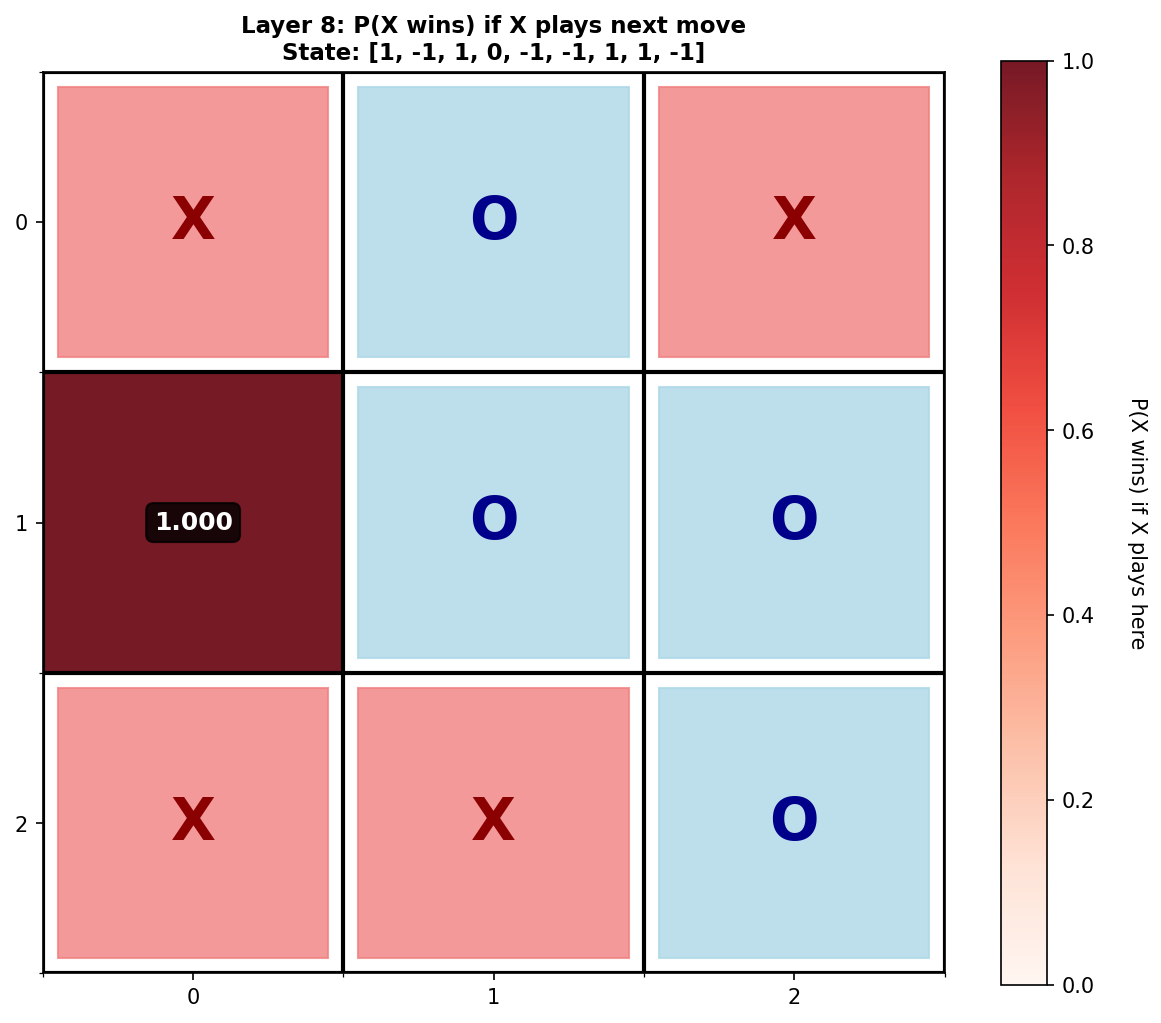 Layer 8: P(X wins) if X plays next move
State: [1, -1, 1, 0, -1, -1, 1, 1, -1]
X O X
1.000 O O
X X O
0
1
2
0 1 2
1.0
0.8
0.6
0.4
0.2
0.0
P(X wins) if X plays here